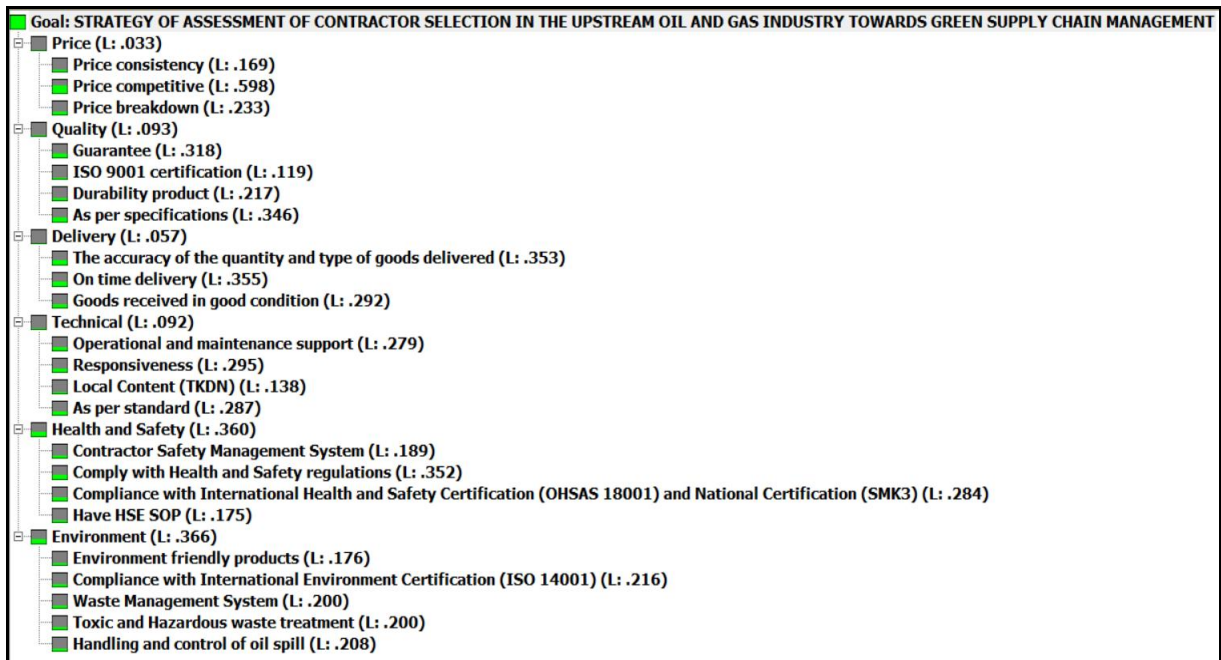 Goal: STRATEGY OF ASSESSMENT OF CONTRACTOR SELECTION IN THE UPSTREAM OIL AND GAS INDUSTRY TOWARDS GREEN SUPPLY CHAIN MANAGEMENT
Price (L: .033)
Price consistency (L: .169)
Price competitive (L: .598)
Price breakdown (L: .233)
Quality (L: .093)
Guarantee (L: .318)
ISO 9001 certification (L: .119)
Durability product (L: .217)
As per specifications (L: .346)
Delivery (L: .057)
The accuracy of the quantity and type of goods delivered (L: .353)
On time delivery (L: .355)
Goods received in good condition (L: .292)
Technical (L: .092)
Operational and maintenance support (L: .279)
Responsiveness (L: .295)
Local Content (TKDN) (L: .138)
As per standard (L: .287)
Health and Safety (L: .360)
Contractor Safety Management System (L: .189)
Comply with Health and Safety regulations (L: .352)
Compliance with International Health and Safety Certification (OHSAS 18001) and National Certification (SMK3) (L: .284)
Have HSE SOP (L: .175)
Environment (L: .366)
Environment friendly products (L: .176)
Compliance with International Environment Certification (ISO 14001) (L: .216)
Waste Management System (L: .200)
Toxic and Hazardous waste treatment (L: .200)
Handling and control of oil spill (L: .208)